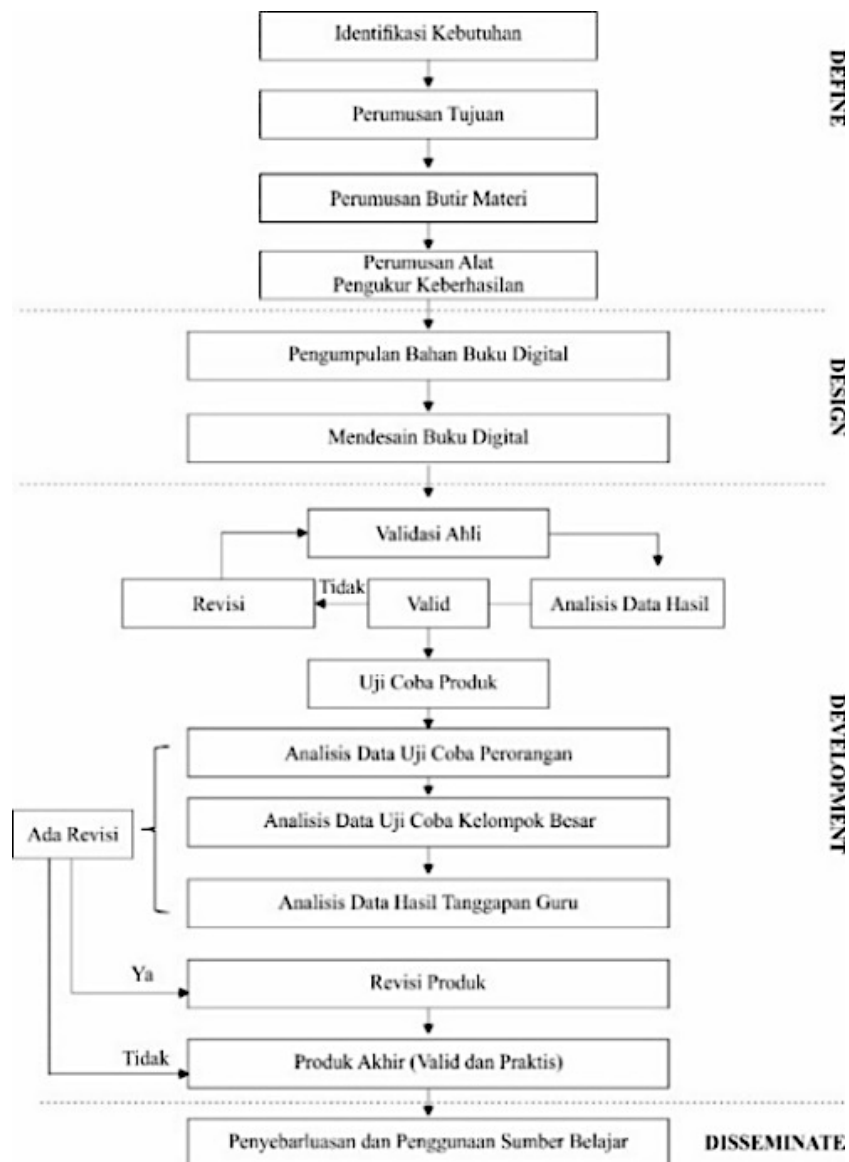 Identifikasi Kebutuhan
DEFINE
Perumusan Tujuan
Perumusan Butir Materi
Perumusan Alat
Pengukur Keberhasilan
Pengumpulan Bahan Buku Digital
DESIGN
Mendesain Buku Digital
Validasi Ahli
Revisi
Tidak
Valid
Analisis Data Hasil
Uji Coba Produk
DEVELOPMENT
Analisis Data Uji Coba Perorangan
Analisis Data Uji Coba Kelompok Besar
Ada Revisi
Analisis Data Hasil Tanggapan Guru
Ya
Revisi Produk
Tidak
Produk Akhir (Valid dan Praktis)
Penyebarluasan dan Penggunaan Sumber Belajar
DISSEMINATE